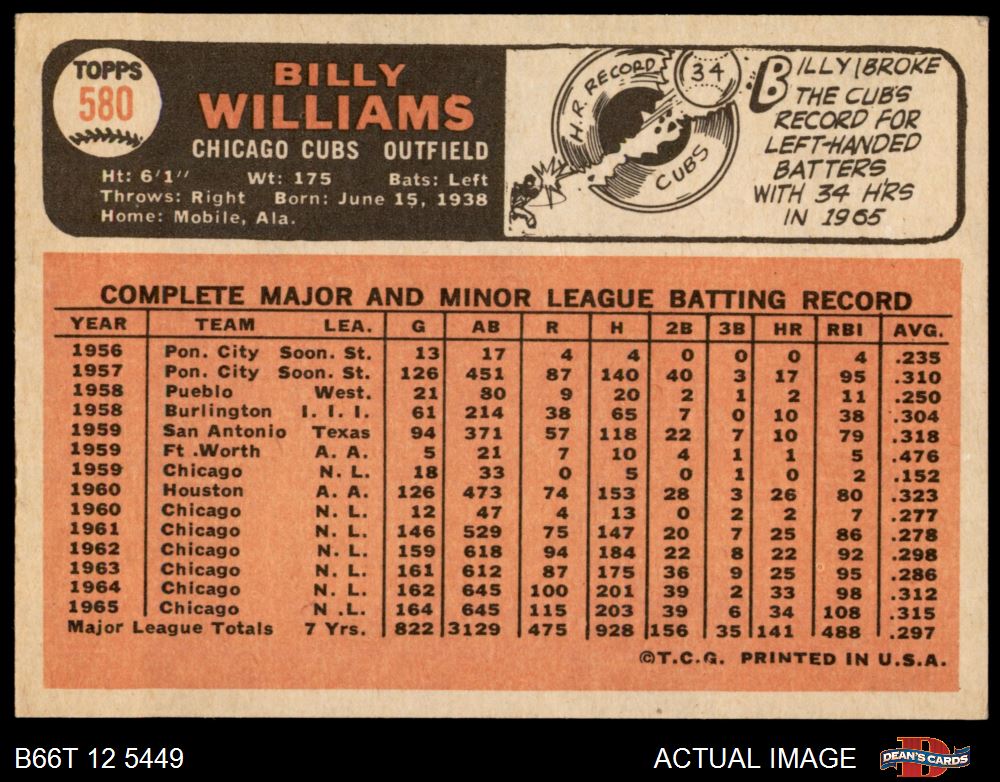 TOPPS
580
BILLY
WILLIAMS
CHICAGO CUBS OUTFIELD
Ht: 6'1" Wt: 175 Bats: Left
Throws: Right Born: June 15, 1938
Home: Mobile, Ala.
H.R. RECORD
34
CUBS
BILLY BROKE
THE CUBS
RECORD FOR
LEFT-HANDED
BATTERS
WITH 34 HRS
IN 1965
COMPLETE MAJOR AND MINOR LEAGUE BATTING RECORD
YEAR TEAM LEA. G AB R H 2B 3B HR RBI AVG.
1956 Pon. City Soon. St. 13 17 4 4 0 0 0 4 .235
1957 Pon. City Soon. St. 126 451 87 140 40 3 17 95 .310
1958 Pueblo West. 21 80 9 20 2 1 2 11 .250
1958 Burlington I. I. I. 61 214 38 65 7 0 10 38 .304
1959 San Antonio Texas 94 371 57 118 22 7 10 79 .318
1959 Ft .Worth A. A. 5 21 7 10 4 1 1 5 .476
1959 Chicago N. L. 18 33 0 5 0 1 0 2 .152
1960 Houston A. A. 126 473 74 153 28 3 26 80 .323
1960 Chicago N. L. 12 47 4 13 0 2 2 7 .277
1961 Chicago N. L. 146 529 75 147 20 7 25 86 .278
1962 Chicago N. L. 159 618 94 184 22 8 22 92 .298
1963 Chicago N. L. 161 612 87 175 36 9 25 95 .286
1964 Chicago N. L. 162 645 100 201 39 2 33 98 .312
1965 Chicago N .L. 164 645 115 203 39 6 34 108 .315
Major League Totals 7 Yrs. 822 3129 475 928 156 35 141 488 .297
©T.C.G. PRINTED IN U.S.A.
B66T 12 5449 ACTUAL IMAGE DEAN'S CARDS